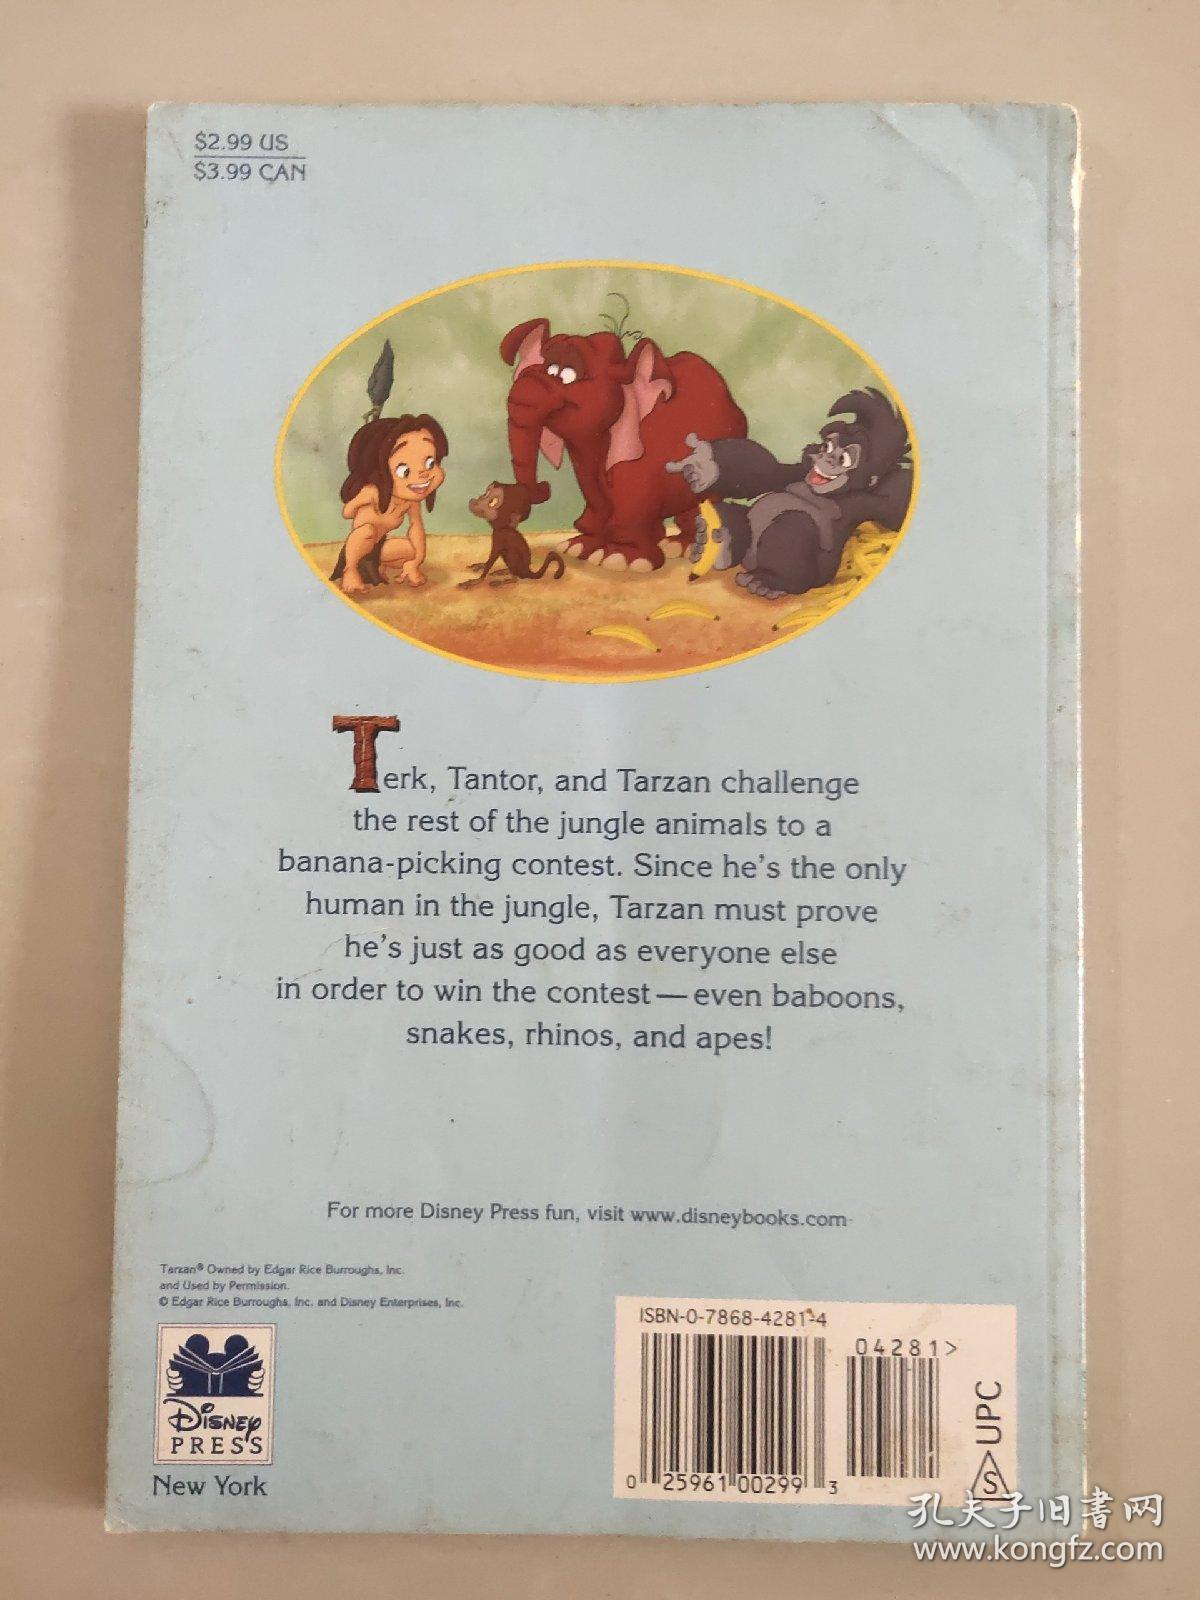 $2.99 US
$3.99 CAN
Terk, Tantor, and Tarzan challenge
the rest of the jungle animals to a
banana-picking contest. Since he's the only
human in the jungle, Tarzan must prove
he's just as good as everyone else
in order to win the contest—even baboons,
snakes, rhinos, and apes!
For more Disney Press fun, visit www.disneybooks.com
Tarzan® Owned by Edgar Rice Burroughs, Inc.
and Used by Permission.
© Edgar Rice Burroughs, Inc. and Disney Enterprises, Inc.
DISNEY
PRESS
New York
ISBN-0-7868-4281-4
04281>
0 25961 00299 3
UPC
S
孔夫子旧书网
www.kongfz.com